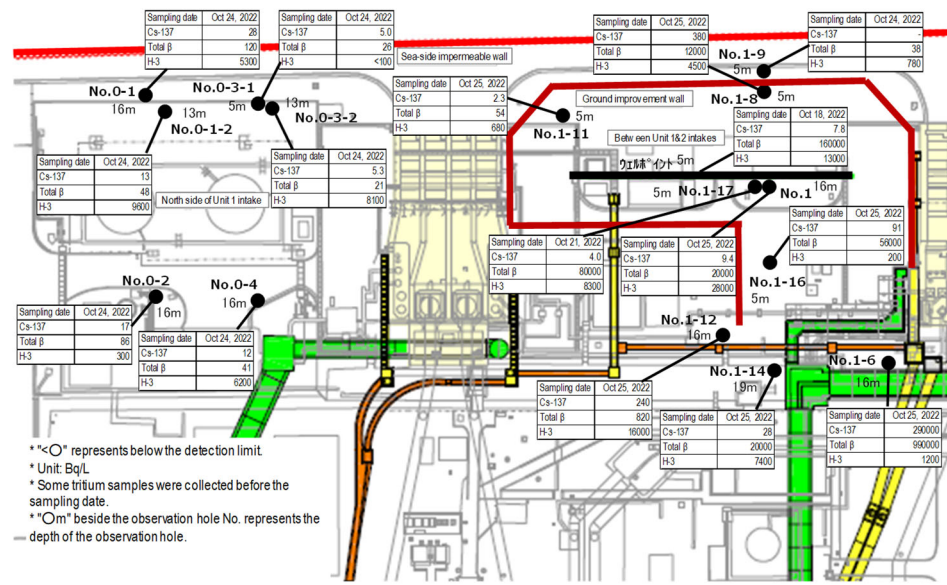 Sampling date Oct 24, 2022
Cs-137 28
Total β 120
H-3 5300
Sampling date Oct 24, 2022
Cs-137 5.0
Total β 26
H-3 <100
Sampling date Oct 25, 2022
Cs-137 380
Total β 12000
H-3 4500
Sampling date Oct 24, 2022
Cs-137 -
Total β 38
H-3 780
Sea-side impermeable wall
No.0-1
16m
13m
No.0-1-2
No.0-3-1
5m
13m
No.0-3-2
Sampling date Oct 25, 2022
Cs-137 2.3
Total β 54
H-3 680
5m
No.1-11
Ground improvement wall
No.1-9
5m
No.1-8
5m
Between Unit 1&2 intakes
Sampling date Oct 18, 2022
Cs-137 7.8
Total β 160000
H-3 13000
ウェルポイント 5m
5m
No.1-17
No.1
16m
Sampling date Oct 24, 2022
Cs-137 13
Total β 48
H-3 9600
North side of Unit 1 intake
Sampling date Oct 24, 2022
Cs-137 5.3
Total β 21
H-3 8100
Sampling date Oct 21, 2022
Cs-137 4.0
Total β 80000
H-3 8300
Sampling date Oct 25, 2022
Cs-137 9.4
Total β 20000
H-3 28000
Sampling date Oct 25, 2022
Cs-137 91
Total β 56000
H-3 200
No.1-16
5m
No.0-2
16m
No.0-4
16m
Sampling date Oct 24, 2022
Cs-137 17
Total β 86
H-3 300
Sampling date Oct 24, 2022
Cs-137 12
Total β 41
H-3 6200
No.1-12
16m
No.1-14
19m
No.1-6
16m
Sampling date Oct 25, 2022
Cs-137 240
Total β 820
H-3 16000
Sampling date Oct 25, 2022
Cs-137 28
Total β 20000
H-3 7400
Sampling date Oct 25, 2022
Cs-137 290000
Total β 990000
H-3 1200
* "<〇" represents below the detection limit.
* Unit: Bq/L
* Some tritium samples were collected before the
sampling date.
* "〇m" beside the observation hole No. represents the
depth of the observation hole.